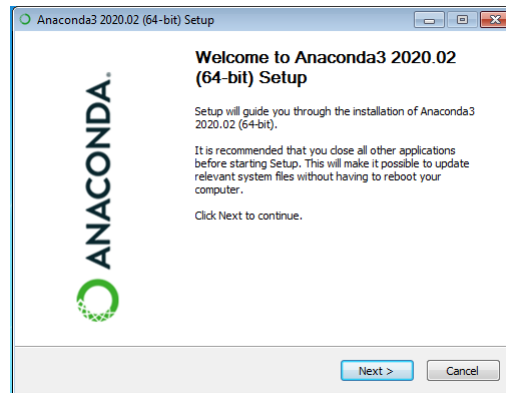 Anaconda3 2020.02 (64-bit) Setup
ANACONDA.
Welcome to Anaconda3 2020.02
(64-bit) Setup
Setup will guide you through the installation of Anaconda3
2020.02 (64-bit).
It is recommended that you close all other applications
before starting Setup. This will make it possible to update
relevant system files without having to reboot your
computer.
Click Next to continue.
Next >
Cancel